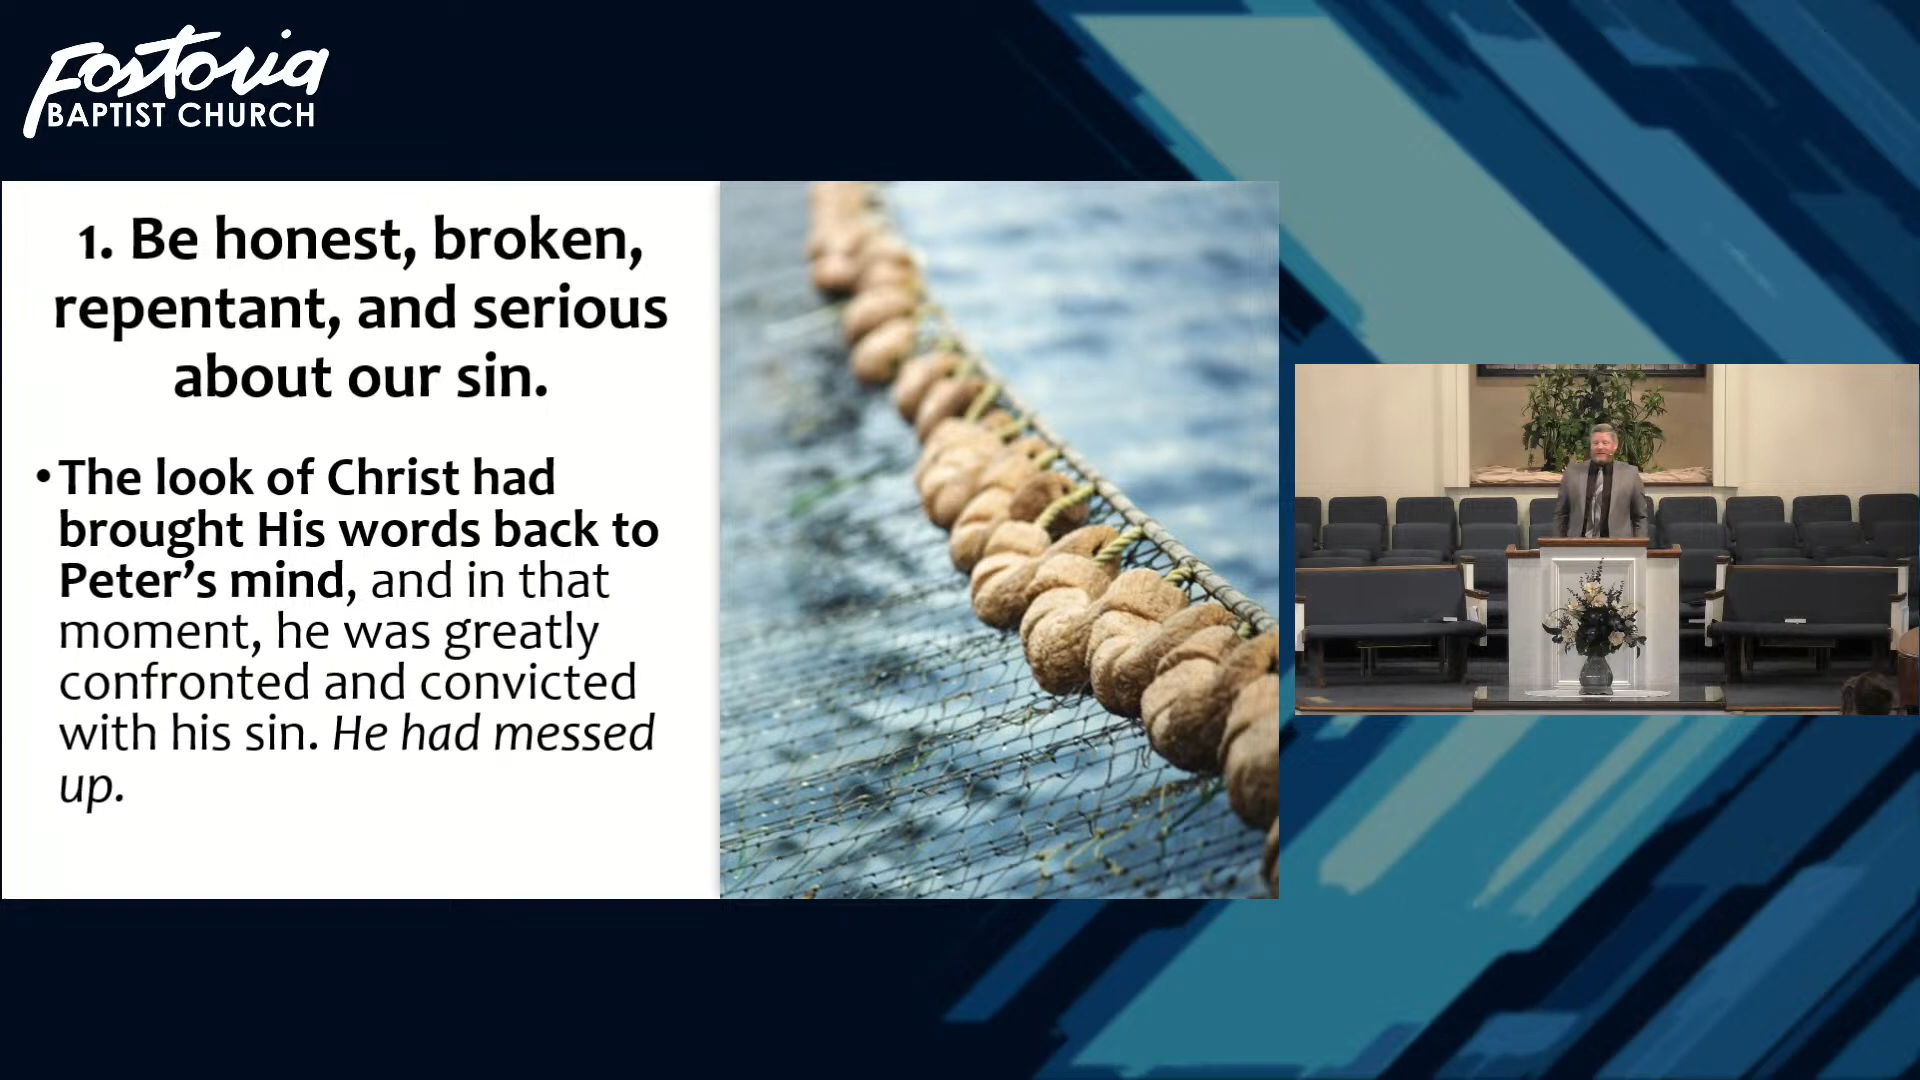 Fostoria
BAPTIST CHURCH
1. Be honest, broken,
repentant, and serious
about our sin.
• The look of Christ had
brought His words back to
Peter’s mind, and in that
moment, he was greatly
confronted and convicted
with his sin. He had messed
up.